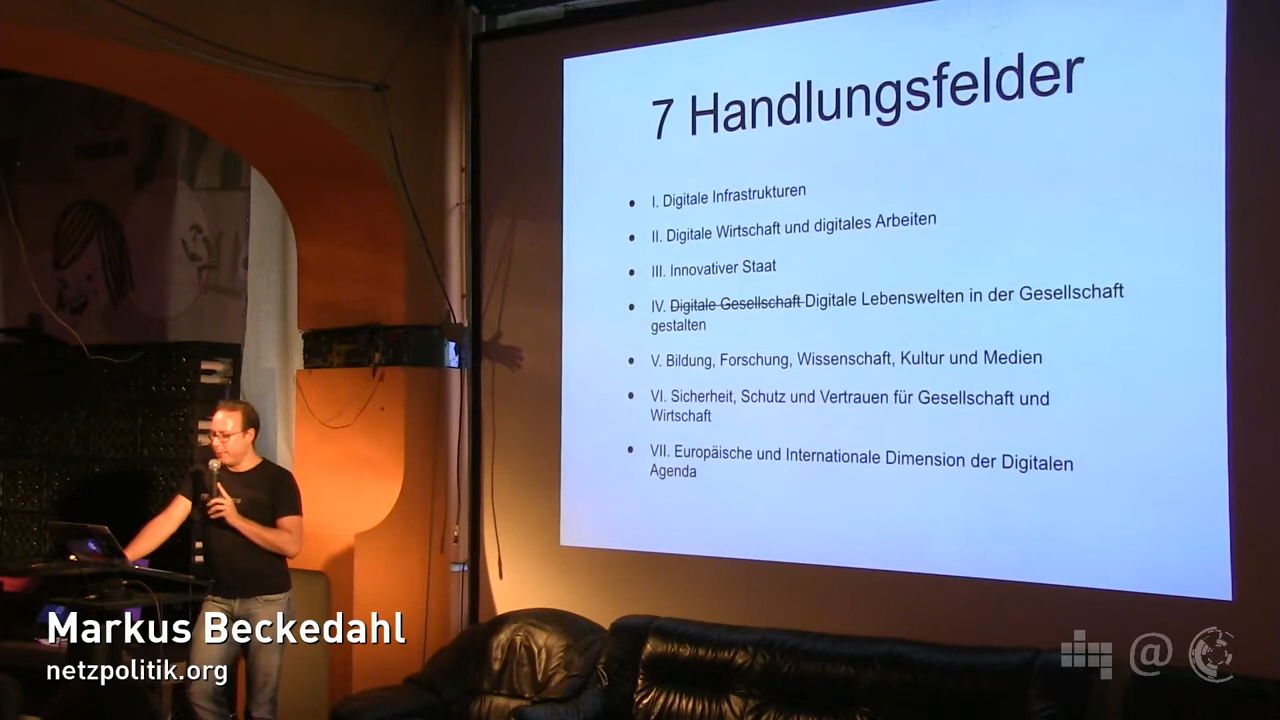 7 Handlungsfelder
• I. Digitale Infrastrukturen
• II. Digitale Wirtschaft und digitales Arbeiten
• III. Innovativer Staat
• IV. Digitale Gesellschaft Digitale Lebenswelten in der Gesellschaft
gestalten
• V. Bildung, Forschung, Wissenschaft, Kultur und Medien
• VI. Sicherheit, Schutz und Vertrauen für Gesellschaft und
Wirtschaft
• VII. Europäische und Internationale Dimension der Digitalen
Agenda
Markus Beckedahl
netzpolitik.org
@